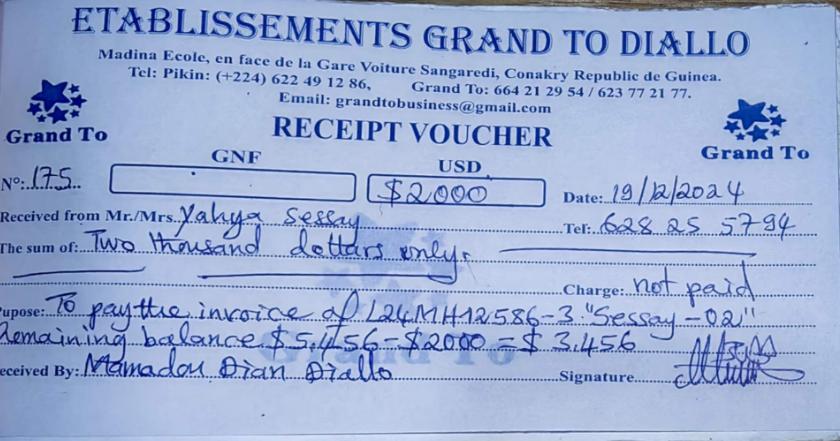 ETABLISSEMENTS GRAND TO DIALLO
Madina Ecole, en face de la Gare Voiture Sangaredi, Conakry Republic de Guinea.
Tel: Pikin: (+224) 622 49 12 86, Grand To: 664 21 29 54 / 623 77 21 77.
Email: grandtobusiness@gmail.com
Grand To RECEIPT VOUCHER Grand To
GNF USD
N°: 175 $2000 Date: 19/12/2024
Received from Mr./Mrs. Yahya Sessay Tel: 628 25 5794
The sum of: Two thousand dollars only.
Charge: not paid
upose: To pay the invoice of L24MH12586-3 "Sessay-02"
Remaining balance $5.456-$2000 = $3.456
eceived By: Mamadou Dian Diallo Signature